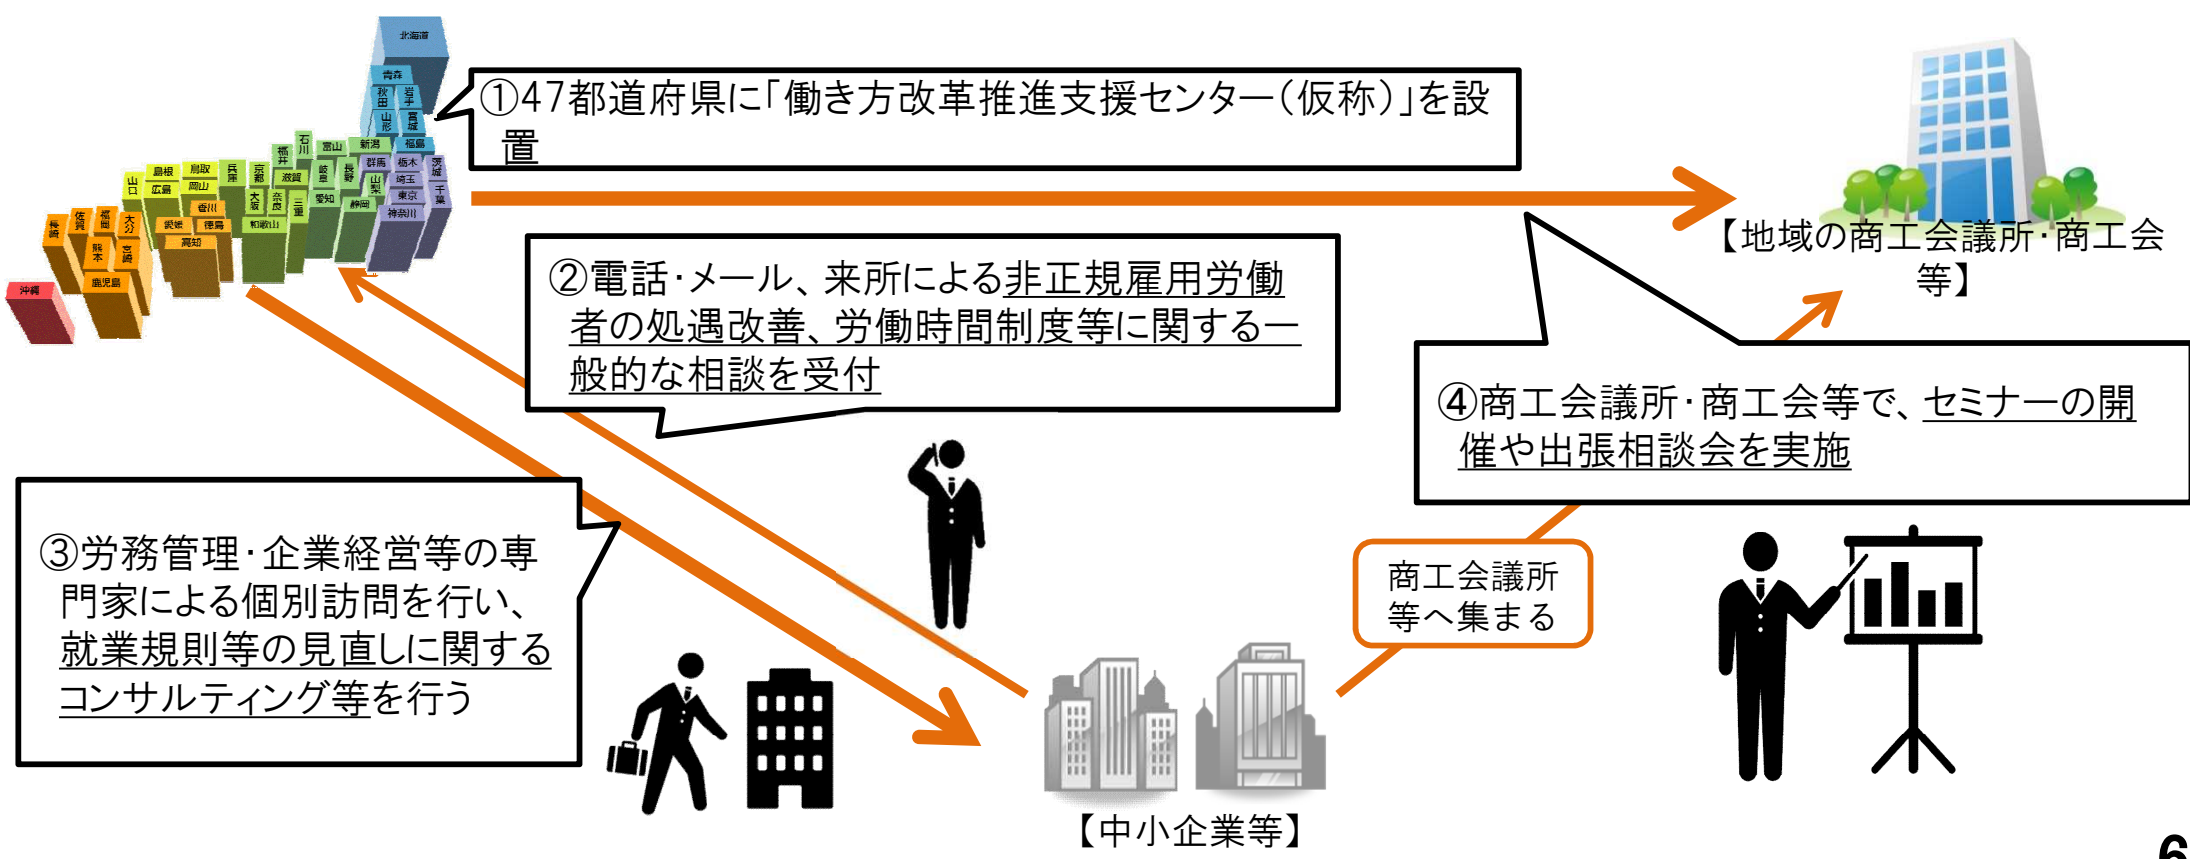 ①47都道府県に「働き方改革推進支援センター(仮称)」を設
置
北海道
青森
秋田
岩手
山形
宮城
石川
福井
富山
新潟
福島
島根
鳥取
兵庫
京都
滋賀
岐阜
長野
群馬
栃木
茨城
山口
広島
岡山
大阪
奈良
三重
愛知
山梨
静岡
埼玉
東京
千葉
神奈川
香川
愛媛
徳島
高知
和歌山
長崎
佐賀
福岡
大分
熊本
宮崎
鹿児島
沖縄
【地域の商工会議所・商工会
等】
②電話・メール、来所による非正規雇用労働
者の処遇改善、労働時間制度等に関する一
般的な相談を受付
④商工会議所・商工会等で、セミナーの開
催や出張相談会を実施
③労務管理・企業経営等の専
門家による個別訪問を行い、
就業規則等の見直しに関する
コンサルティング等を行う
商工会議所
等へ集まる
【中小企業等】
6